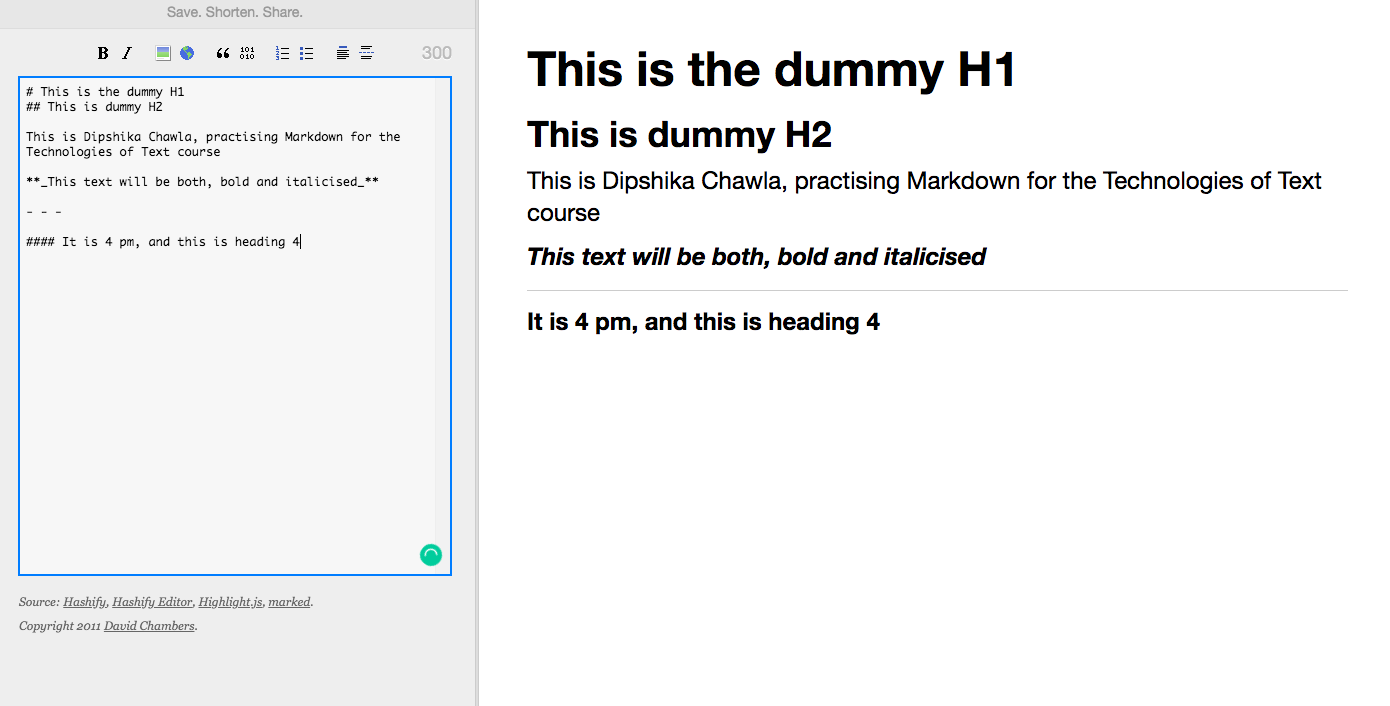 Save. Shorten. Share.
B I 101 010 300
# This is the dummy H1
## This is dummy H2
This is Dipshika Chawla, practising Markdown for the
Technologies of Text course
**_This text will be both, bold and italicised_**
- - -
#### It is 4 pm, and this is heading 4
Source: Hashify, Hashify Editor, Highlight.js, marked.
Copyright 2011 David Chambers.
This is the dummy H1
This is dummy H2
This is Dipshika Chawla, practising Markdown for the Technologies of Text
course
This text will be both, bold and italicised
It is 4 pm, and this is heading 4